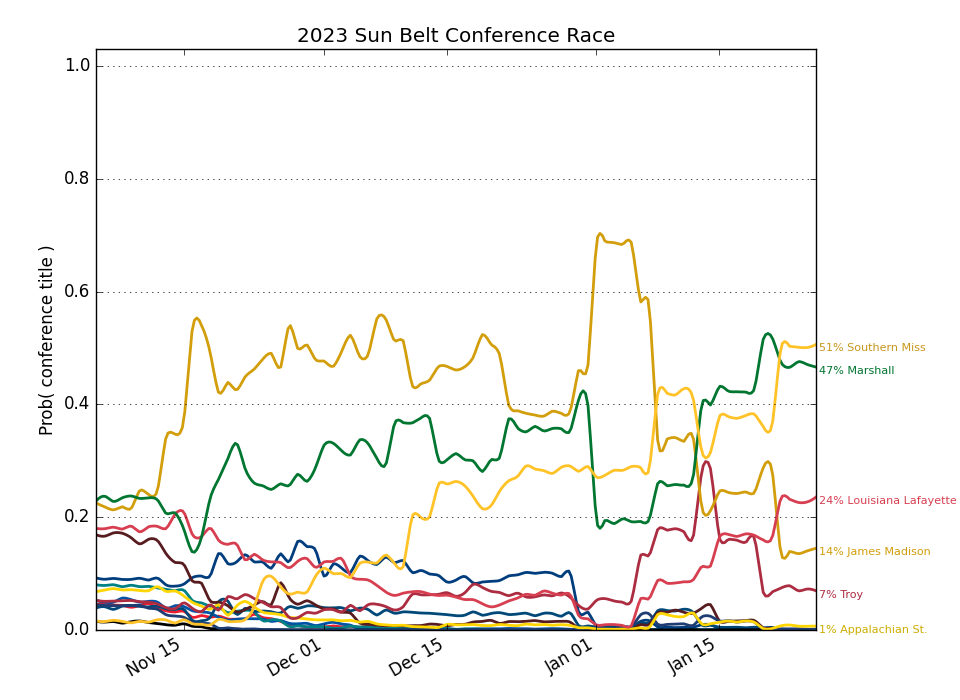 2023 Sun Belt Conference Race
Prob( conference title )
1.0
0.8
0.6
0.4
0.2
0.0
Nov 15
Dec 01
Dec 15
Jan 01
Jan 15
51% Southern Miss
47% Marshall
24% Louisiana Lafayette
14% James Madison
7% Troy
1% Appalachian St.